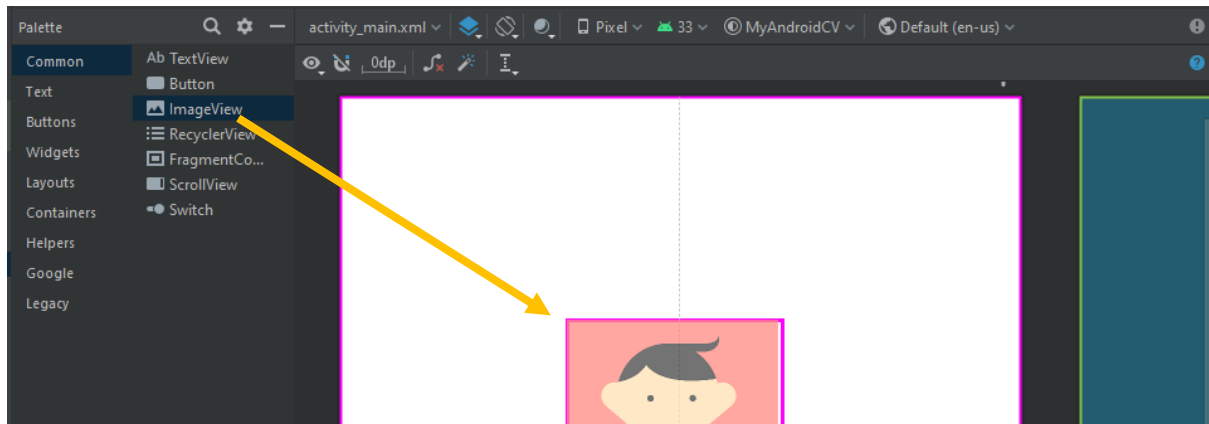 Palette
activity_main.xml
Pixel
33
MyAndroidCV
Default (en-us)
Common
Text
Buttons
Widgets
Layouts
Containers
Helpers
Google
Legacy
Ab TextView
Button
ImageView
RecyclerView
FragmentCo...
ScrollView
Switch
0dp